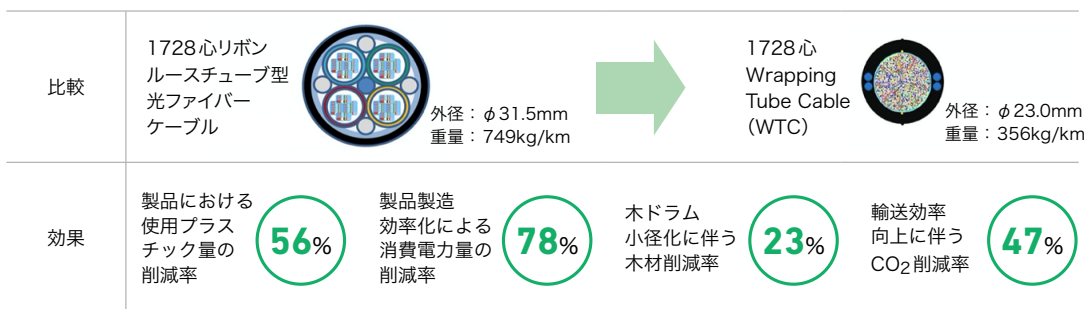 比較
1728心リボン
ルースチューブ型
光ファイバー
ケーブル
外径：φ31.5mm
重量：749kg/km
1728心
Wrapping
Tube Cable
（WTC）
外径：φ23.0mm
重量：356kg/km
効果
製品における
使用プラス
チック量の
削減率
56%
製品製造
効率化による
消費電力量の
削減率
78%
木ドラム
小径化に伴う
木材削減率
23%
輸送効率
向上に伴う
CO2削減率
47%